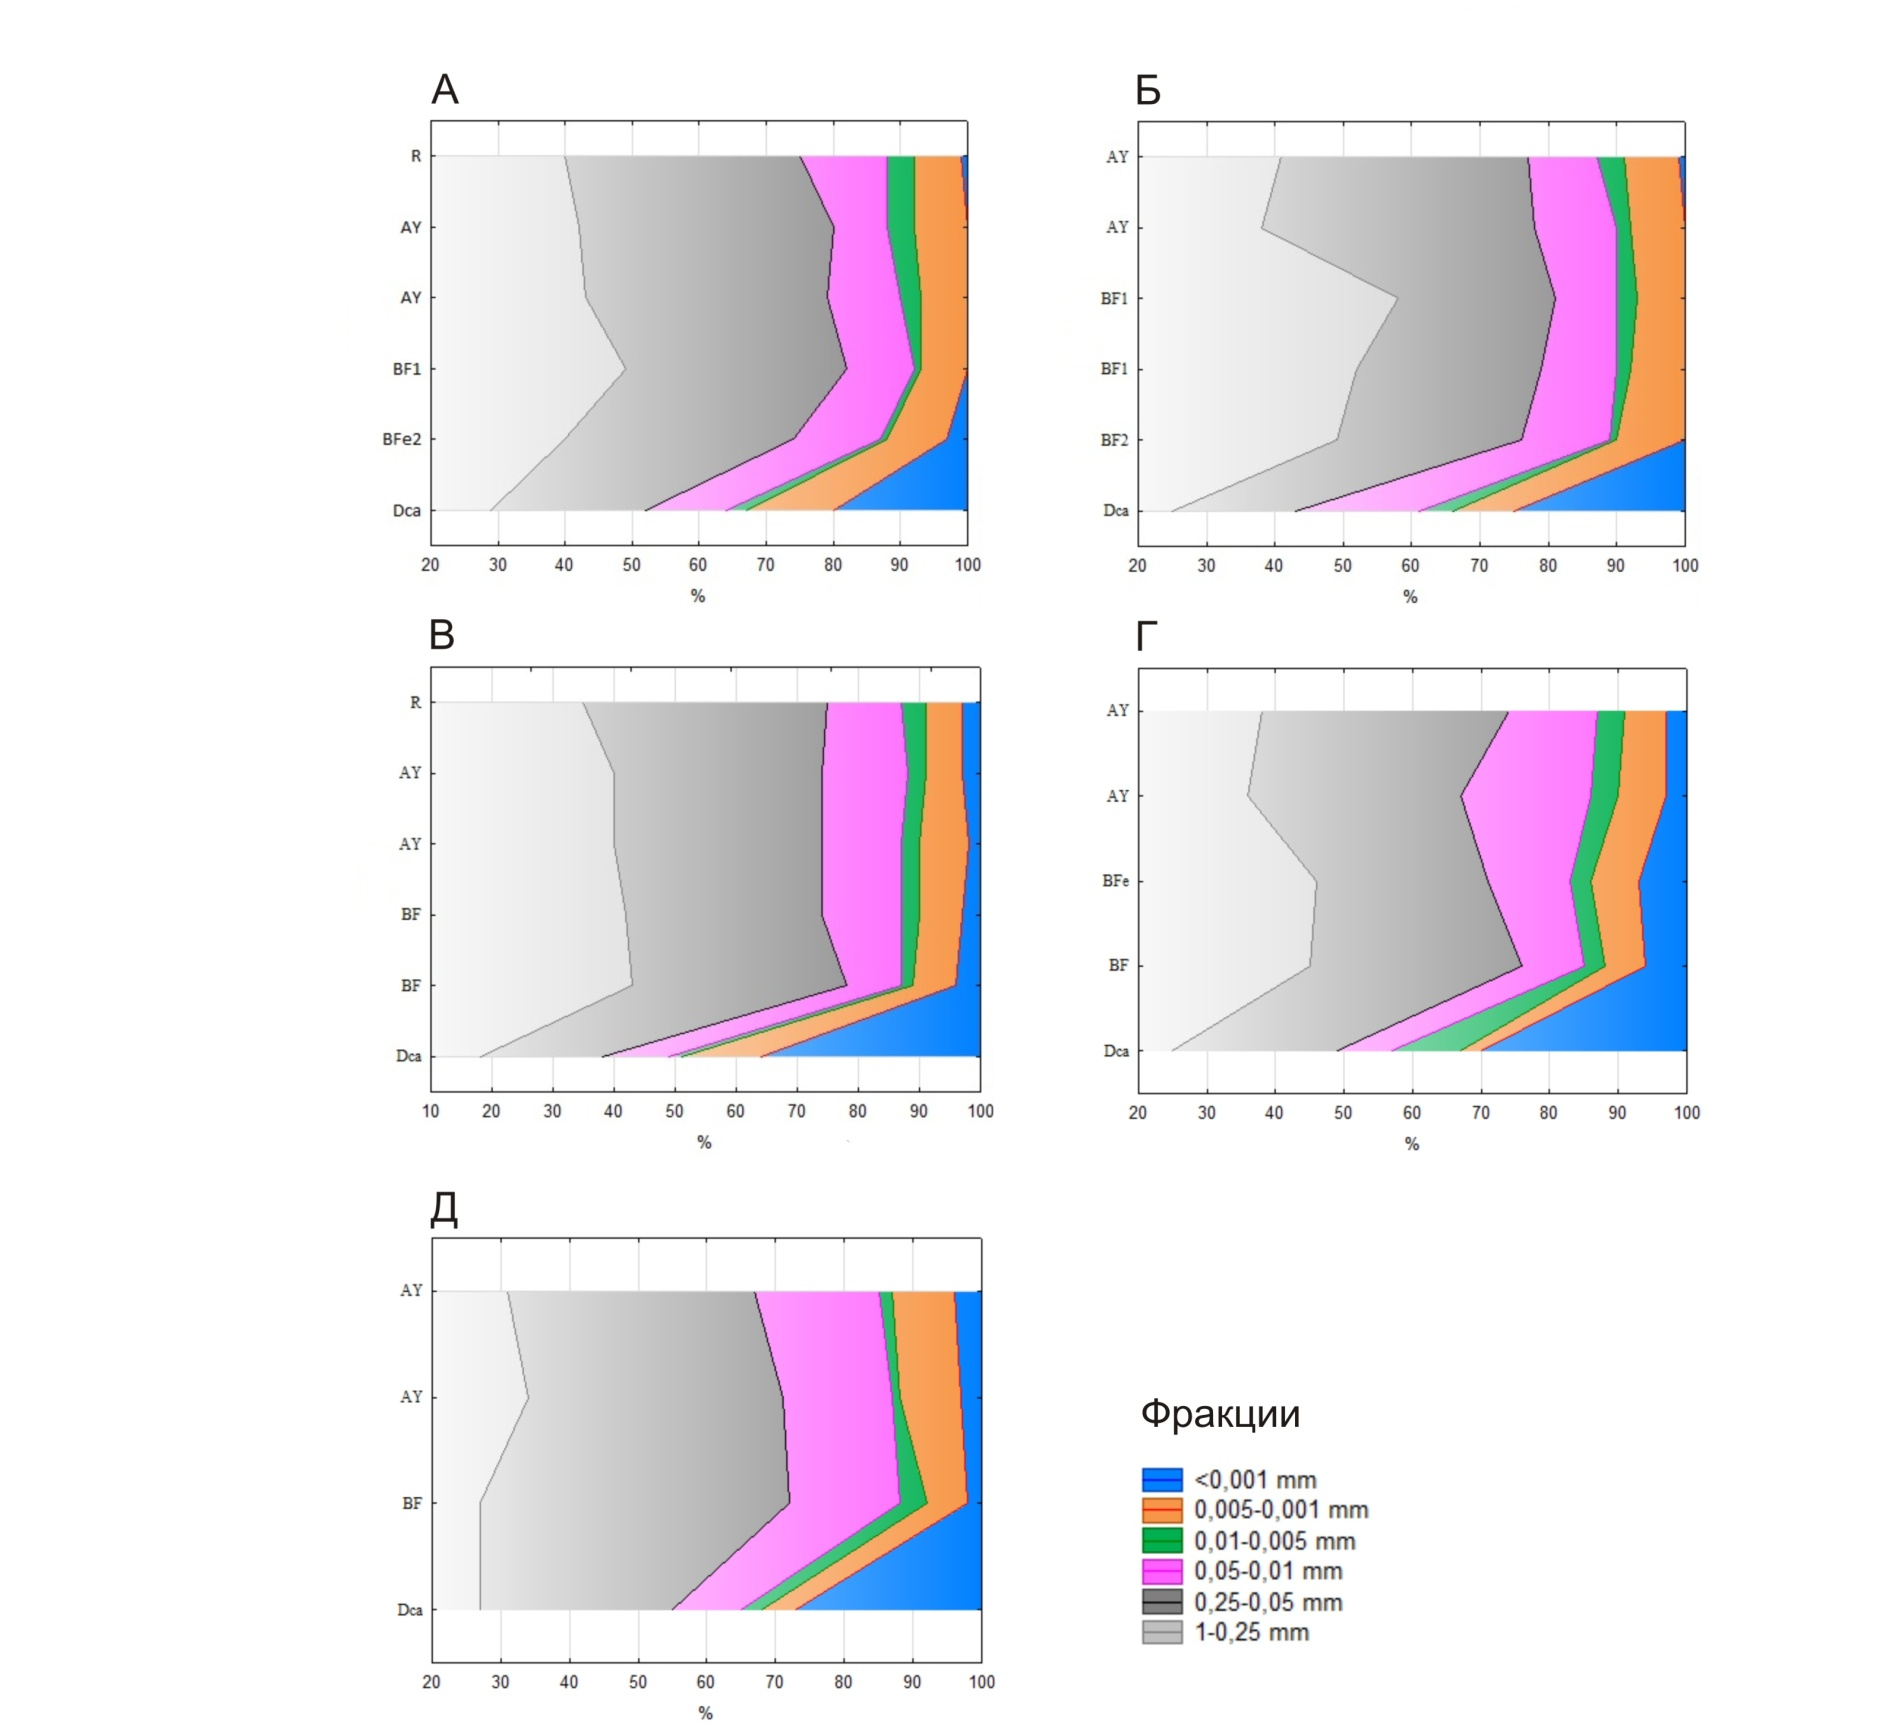 А
R
AY
AY
BF1
BFe2
Dca
20 30 40 50 60 70 80 90 100
%
Б
AY
AY
BF1
BF1
BF2
Dca
20 30 40 50 60 70 80 90 100
%
В
R
AY
AY
BF
BF
Dca
10 20 30 40 50 60 70 80 90 100
%
Г
AY
AY
BFe
BF
Dca
20 30 40 50 60 70 80 90 100
%
Д
AY
AY
BF
Dca
20 30 40 50 60 70 80 90 100
%
Фракции
<0,001 mm
0,005-0,001 mm
0,01-0,005 mm
0,05-0,01 mm
0,25-0,05 mm
1-0,25 mm